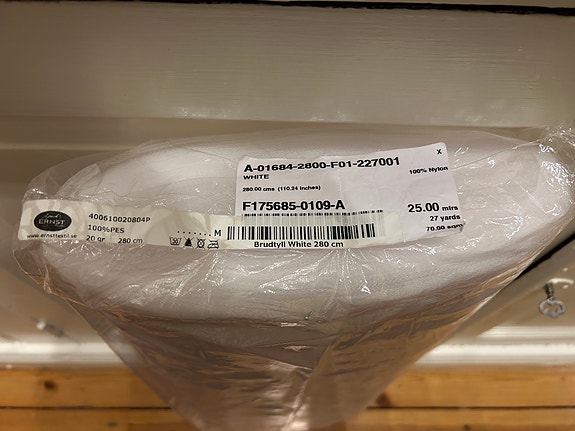 A-01684-2800-F01-227001
x
WHITE
100% Nylon
280.00 cms (110.24 inches)
F175685-0109-A
25.00 mtrs
27 yards
70.00 sqm
ERNST
www.ernsttextil.se
400610020804P
100%PES
20 gr 280 cm
....... M
Brudtyll White 280 cm